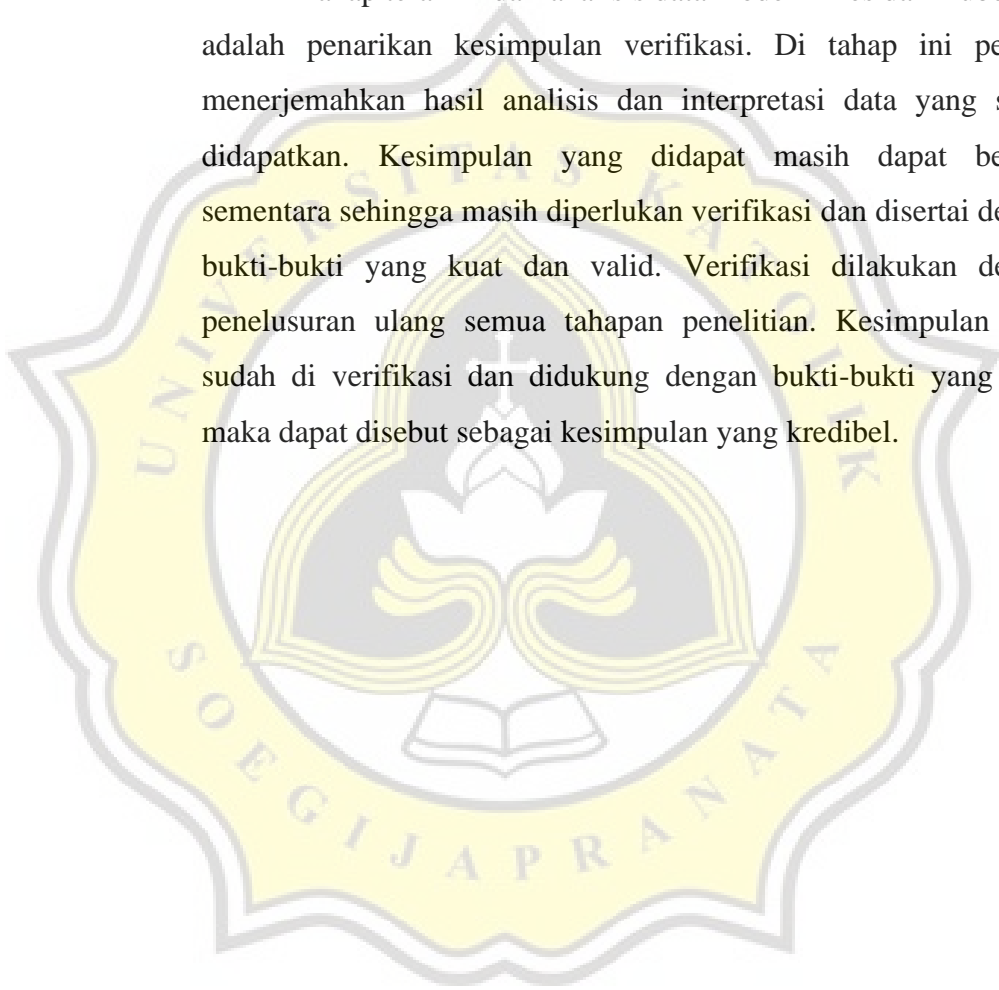 adalah penarikan kesimpulan verifikasi. Di tahap ini
menerjemahkan hasil analisis dan interpretasi data yang
didapatkan. Kesimpulan yang didapat masih dapat
sementara sehingga masih diperlukan verifikasi dan disertai
bukti-bukti yang kuat dan valid. Verifikasi dilakukan
penelusuran ulang semua tahapan penelitian. Kesimpulan
sudah di verifikasi dan didukung dengan bukti-bukti yang
maka dapat disebut sebagai kesimpulan yang kredibel.
UNIVERSITAS KATOLIK
SOEGIJAPRANATA